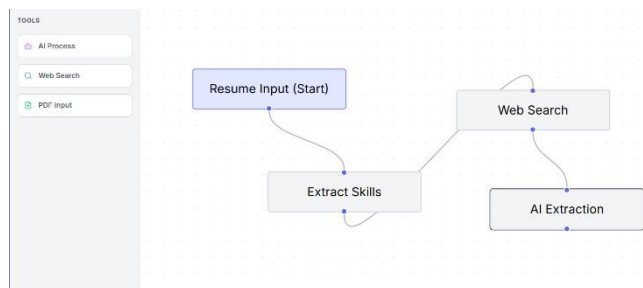 TOOLS
AI Process
Web Search
PDF Input
Resume Input (Start)
Extract Skills
Web Search
AI Extraction